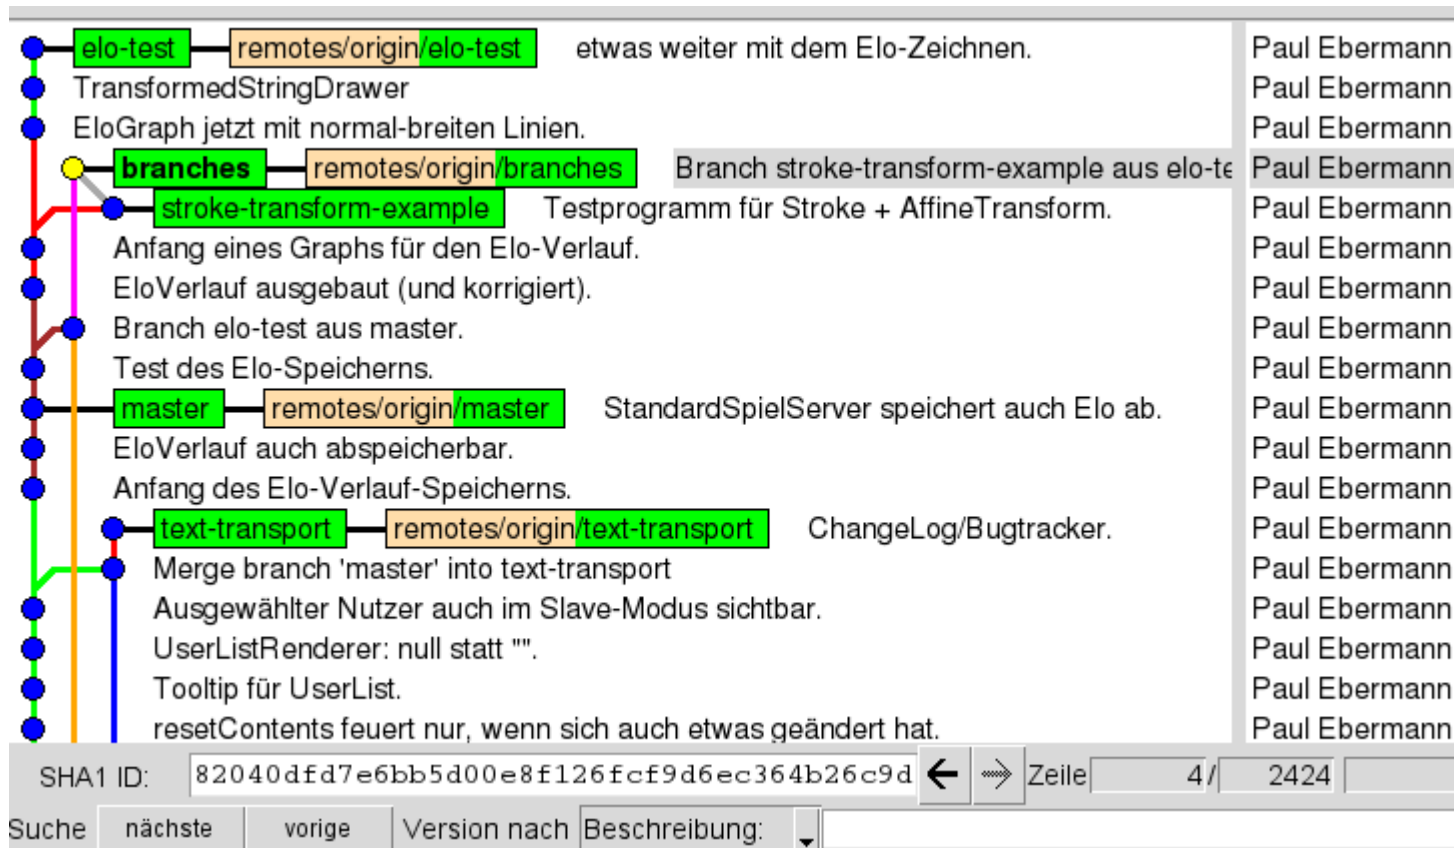 elo-test remotes/origin/elo-test etwas weiter mit dem Elo-Zeichnen. Paul Ebermann
TransformedStringDrawer Paul Ebermann
EloGraph jetzt mit normal-breiten Linien. Paul Ebermann
branches remotes/origin/branches Branch stroke-transform-example aus elo-te Paul Ebermann
stroke-transform-example Testprogramm für Stroke + AffineTransform. Paul Ebermann
Anfang eines Graphs für den Elo-Verlauf. Paul Ebermann
EloVerlauf ausgebaut (und korrigiert). Paul Ebermann
Branch elo-test aus master. Paul Ebermann
Test des Elo-Speicherns. Paul Ebermann
master remotes/origin/master StandardSpielServer speichert auch Elo ab. Paul Ebermann
EloVerlauf auch abspeicherbar. Paul Ebermann
Anfang des Elo-Verlauf-Speicherns. Paul Ebermann
text-transport remotes/origin/text-transport ChangeLog/Bugtracker. Paul Ebermann
Merge branch 'master' into text-transport Paul Ebermann
Ausgewählter Nutzer auch im Slave-Modus sichtbar. Paul Ebermann
UserListRenderer: null statt "". Paul Ebermann
Tooltip für UserList. Paul Ebermann
resetContents feuert nur, wenn sich auch etwas geändert hat. Paul Ebermann
SHA1 ID: 82040dfd7e6bb5d00e8f126fcf9d6ec364b26c9d Zeile 4/ 2424
Suche nächste vorige Version nach Beschreibung: